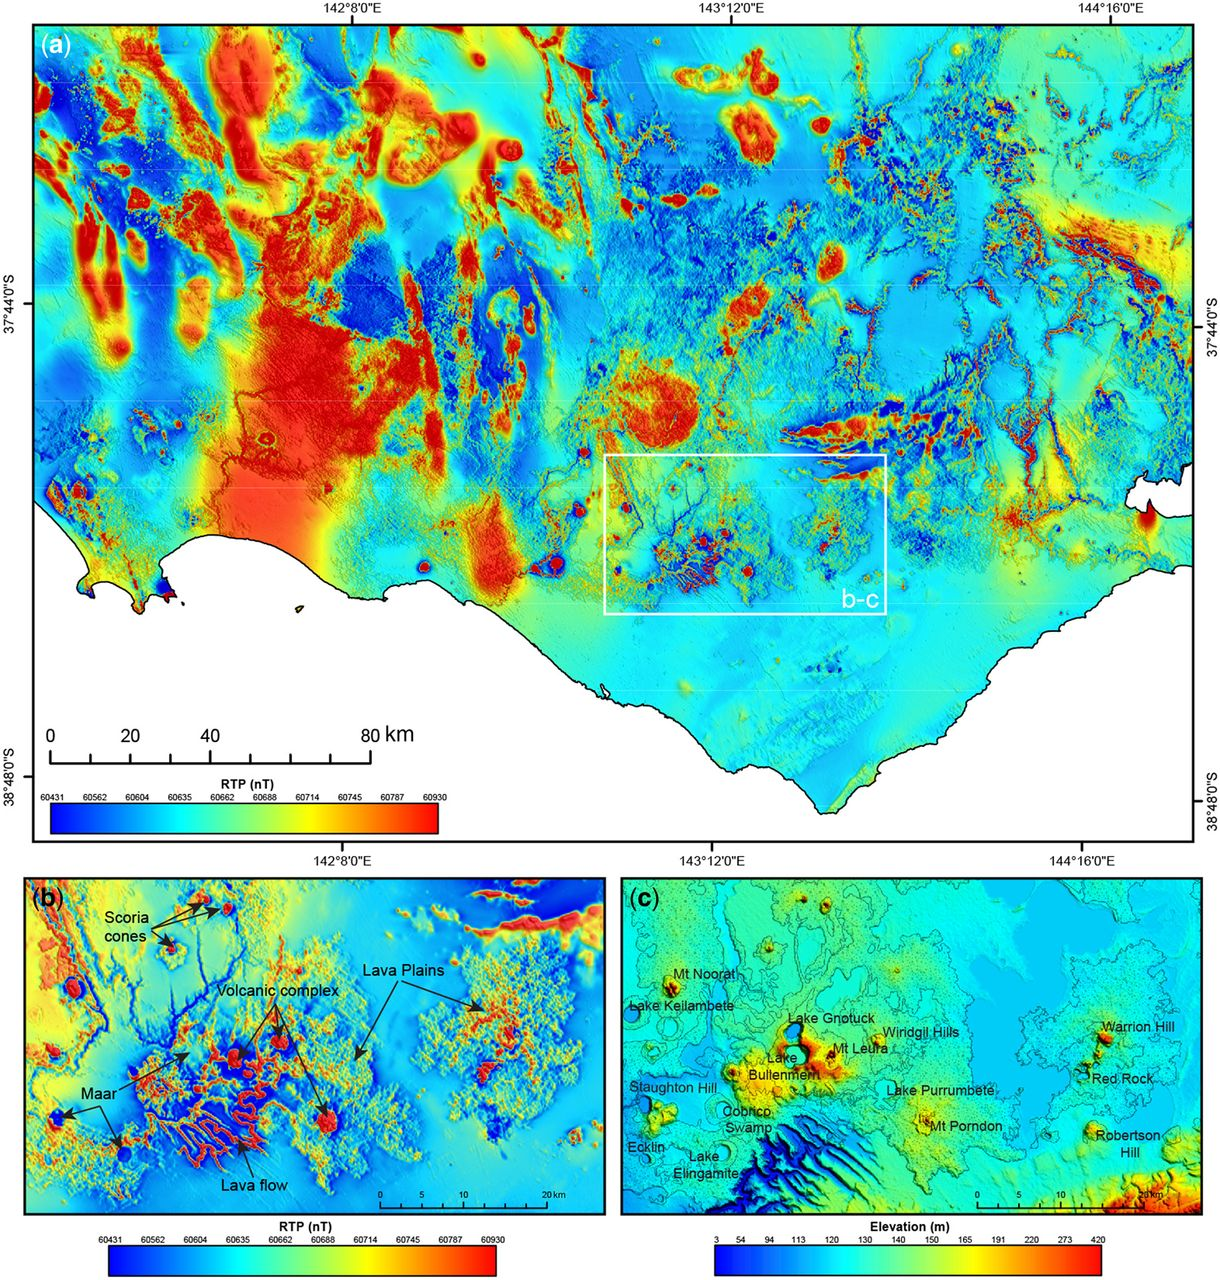 142°8'0"E
143°12'0"E
144°16'0"E
(a)
37°44'0"S
37°44'0"S
b-c
0 20 40 80 km
RTP (nT)
60431 60562 60604 60635 60662 60688 60714 60745 60787 60930
38°48'0"S
38°48'0"S
142°8'0"E
143°12'0"E
144°16'0"E
(b)
Scoria
cones
Lava Plains
Volcanic complex
Maar
Lava flow
0 5 10 20 km
RTP (nT)
60431 60562 60604 60635 60662 60688 60714 60745 60787 60930
(c)
Mt Noorat
Lake Keilambete
Lake Gnotuck
Windgil Hills
Warrion Hill
Mt Leura
Lake
Bullenmerri
Staughton Hill
Red Rock
Lake Purrumbete
Cobrico
Swamp
Mt Porndon
Ecklin
Robertson
Hill
Lake
Elingamite
0 5 10 20 km
Elevation (m)
3 54 94 113 120 130 140 150 165 191 220 273 420